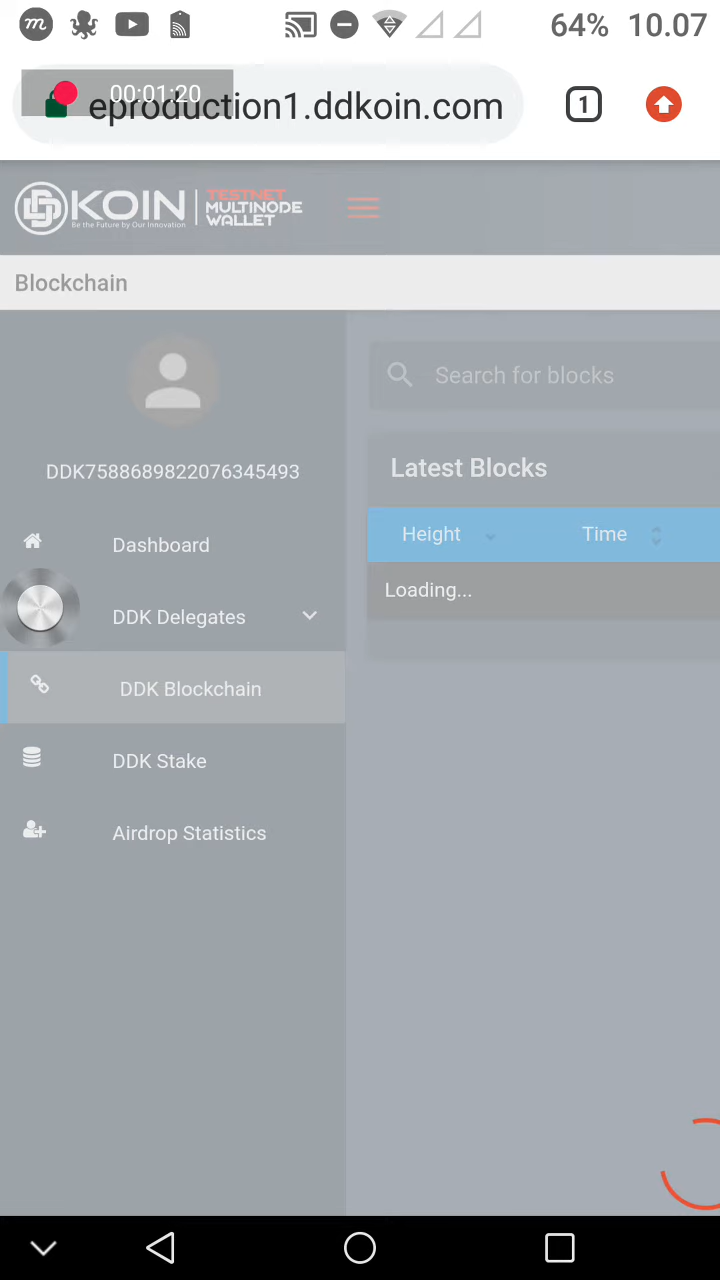 64% 10.07
00:01:20
eproduction1.ddkoin.com
1
KOIN
Be the Future by Our Innovation
TESTNET
MULTINODE
WALLET
Blockchain
DDK7588689822076345493
Dashboard
DDK Delegates
DDK Blockchain
DDK Stake
Airdrop Statistics
Search for blocks
Latest Blocks
Height Time
Loading...